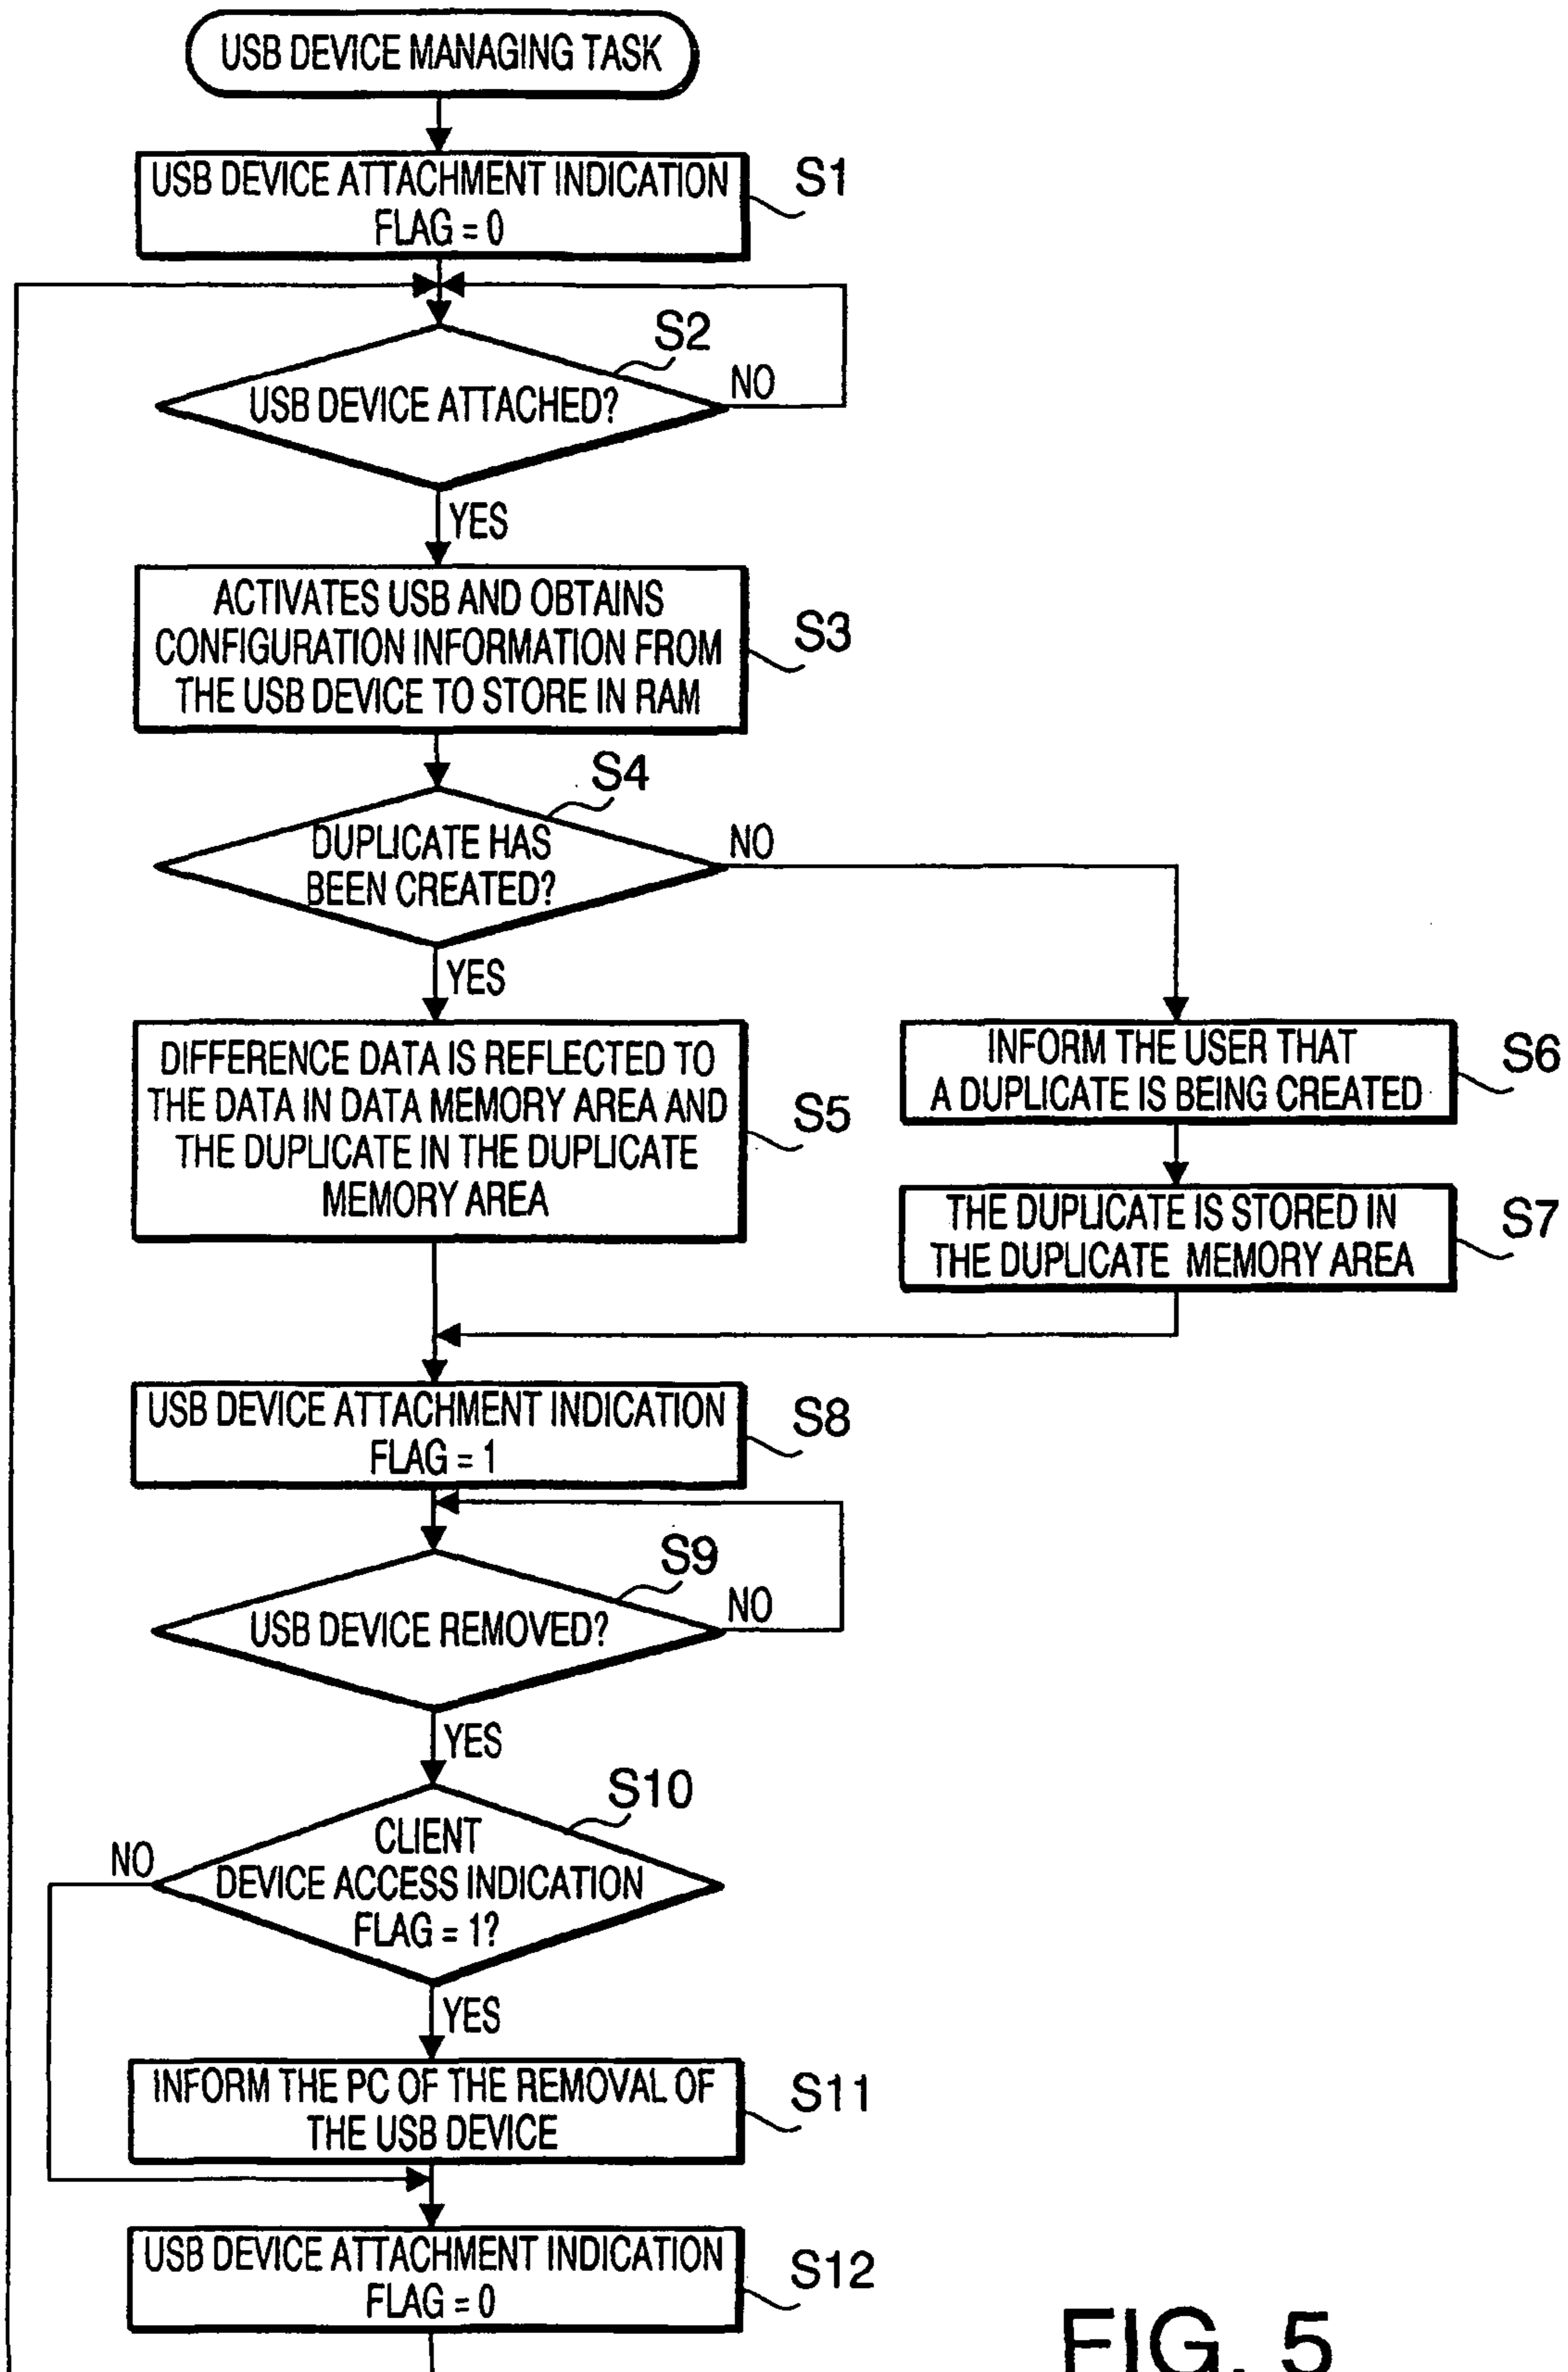 USB DEVICE MANAGING TASK
USB DEVICE ATTACHMENT INDICATION
FLAG = 0
S1
S2
USB DEVICE ATTACHED?
NO
YES
ACTIVATES USB AND OBTAINS
CONFIGURATION INFORMATION FROM
THE USB DEVICE TO STORE IN RAM
S3
S4
DUPLICATE HAS
BEEN CREATED?
NO
YES
DIFFERENCE DATA IS REFLECTED TO
THE DATA IN DATA MEMORY AREA AND
THE DUPLICATE IN THE DUPLICATE
MEMORY AREA
S5
INFORM THE USER THAT
A DUPLICATE IS BEING CREATED
S6
THE DUPLICATE IS STORED IN
THE DUPLICATE MEMORY AREA
S7
USB DEVICE ATTACHMENT INDICATION
FLAG = 1
S8
S9
USB DEVICE REMOVED?
NO
YES
S10
CLIENT
DEVICE ACCESS INDICATION
FLAG = 1?
NO
YES
INFORM THE PC OF THE REMOVAL OF
THE USB DEVICE
S11
USB DEVICE ATTACHMENT INDICATION
FLAG = 0
S12
FIG. 5